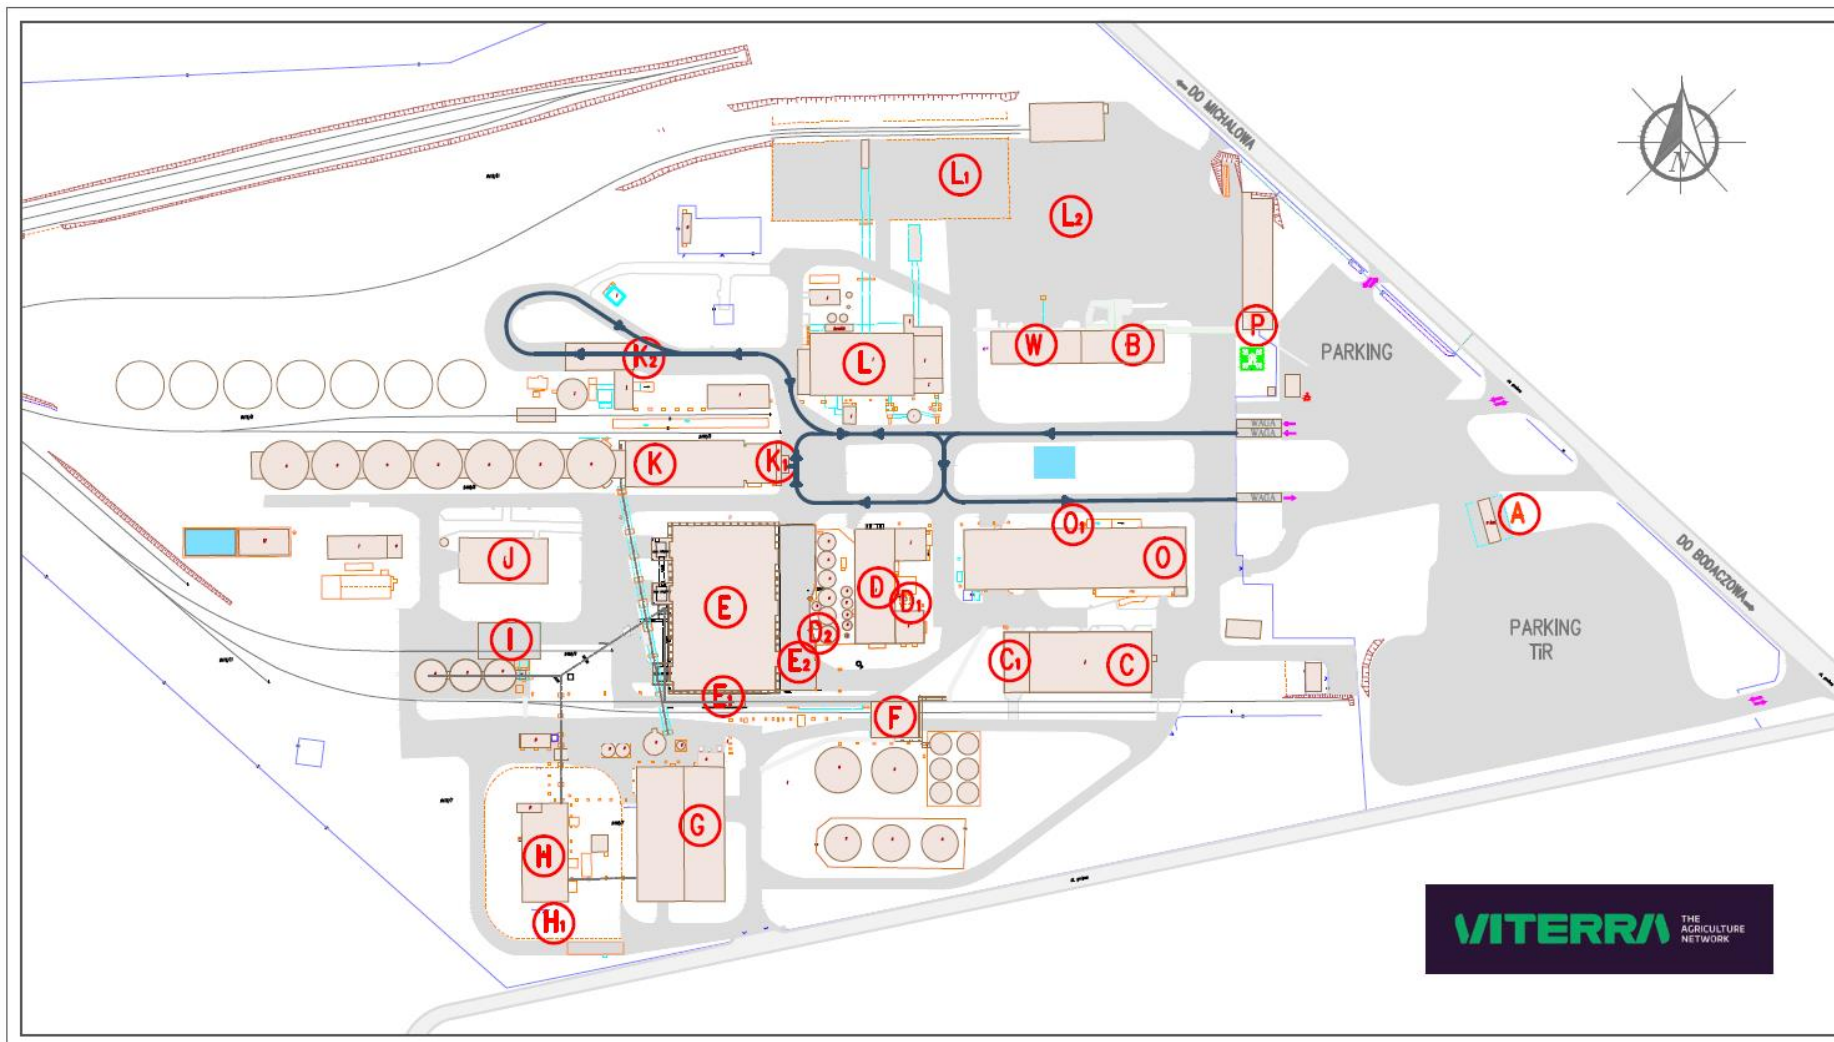 DO MICHALOWA
N
L1
L2
P
PARKING
K2
L
W
B
WAGA
WAGA
K
K1
WAGA
A
O1
O
J
E
D
D1
D2
DO BODACZOWA
PARKING
TiR
I
E2
C1
C
E1
F
G
H
H1
VITERRA
THE
AGRICULTURE
NETWORK